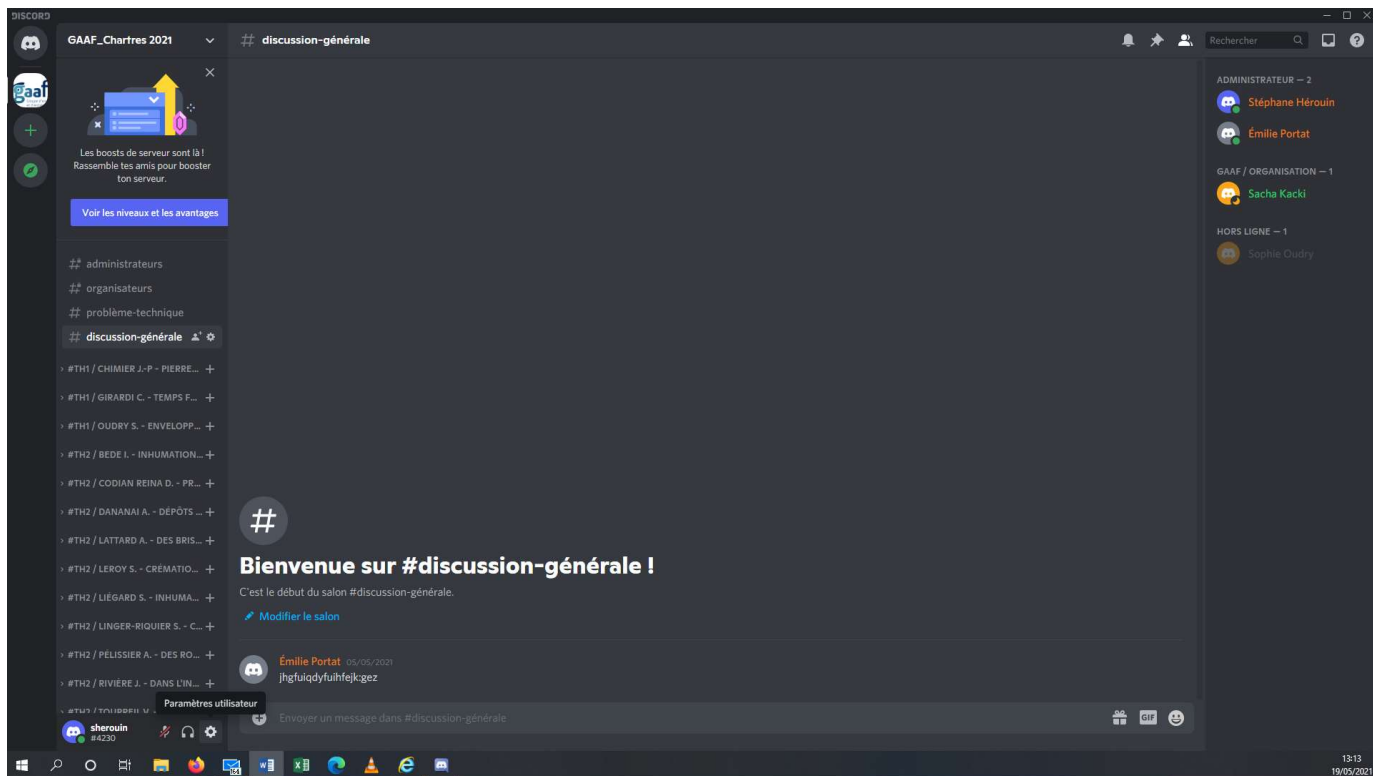 DISCORD
GAAF_Chartres 2021
discussion-générale
Rechercher
gaaf
Les boosts de serveur sont là !
Rassemble tes amis pour booster
ton serveur.
Voir les niveaux et les avantages
administrateurs
organisateurs
problème-technique
discussion-générale
#TH1 / CHIMIER J.-P - PIERRE...
#TH1 / GIRARDI C. - TEMPS F...
#TH1 / OUDRY S. - ENVELOPP...
#TH2 / BEDE I. - INHUMATION...
#TH2 / CODIAN REINA D. - PR...
#TH2 / DANANAI A. - DÉPÔTS ...
#TH2 / LATTARD A. - DES BRIS...
#TH2 / LEROY S. - CRÉMATIO...
#TH2 / LIÉGARD S. - INHUMA...
#TH2 / LINGER-RIQUIER S. - C...
#TH2 / PÉLISSIER A. - DES RO...
#TH2 / RIVIÈRE J. - DANS L'IN...
#TH2 / TOURREIL V.
Paramètres utilisateur
sherouin
#4230
#
Bienvenue sur #discussion-générale !
C'est le début du salon #discussion-générale.
Modifier le salon
Émilie Portat 05/05/2021
jhgfuiqdyfuihfejk:gez
Envoyer un message dans #discussion-générale
GIF
ADMINISTRATEUR — 2
Stéphane Hérouin
Émilie Portat
GAAF / ORGANISATION — 1
Sacha Kacki
HORS LIGNE — 1
Sophie Oudry
13:13
19/05/2021